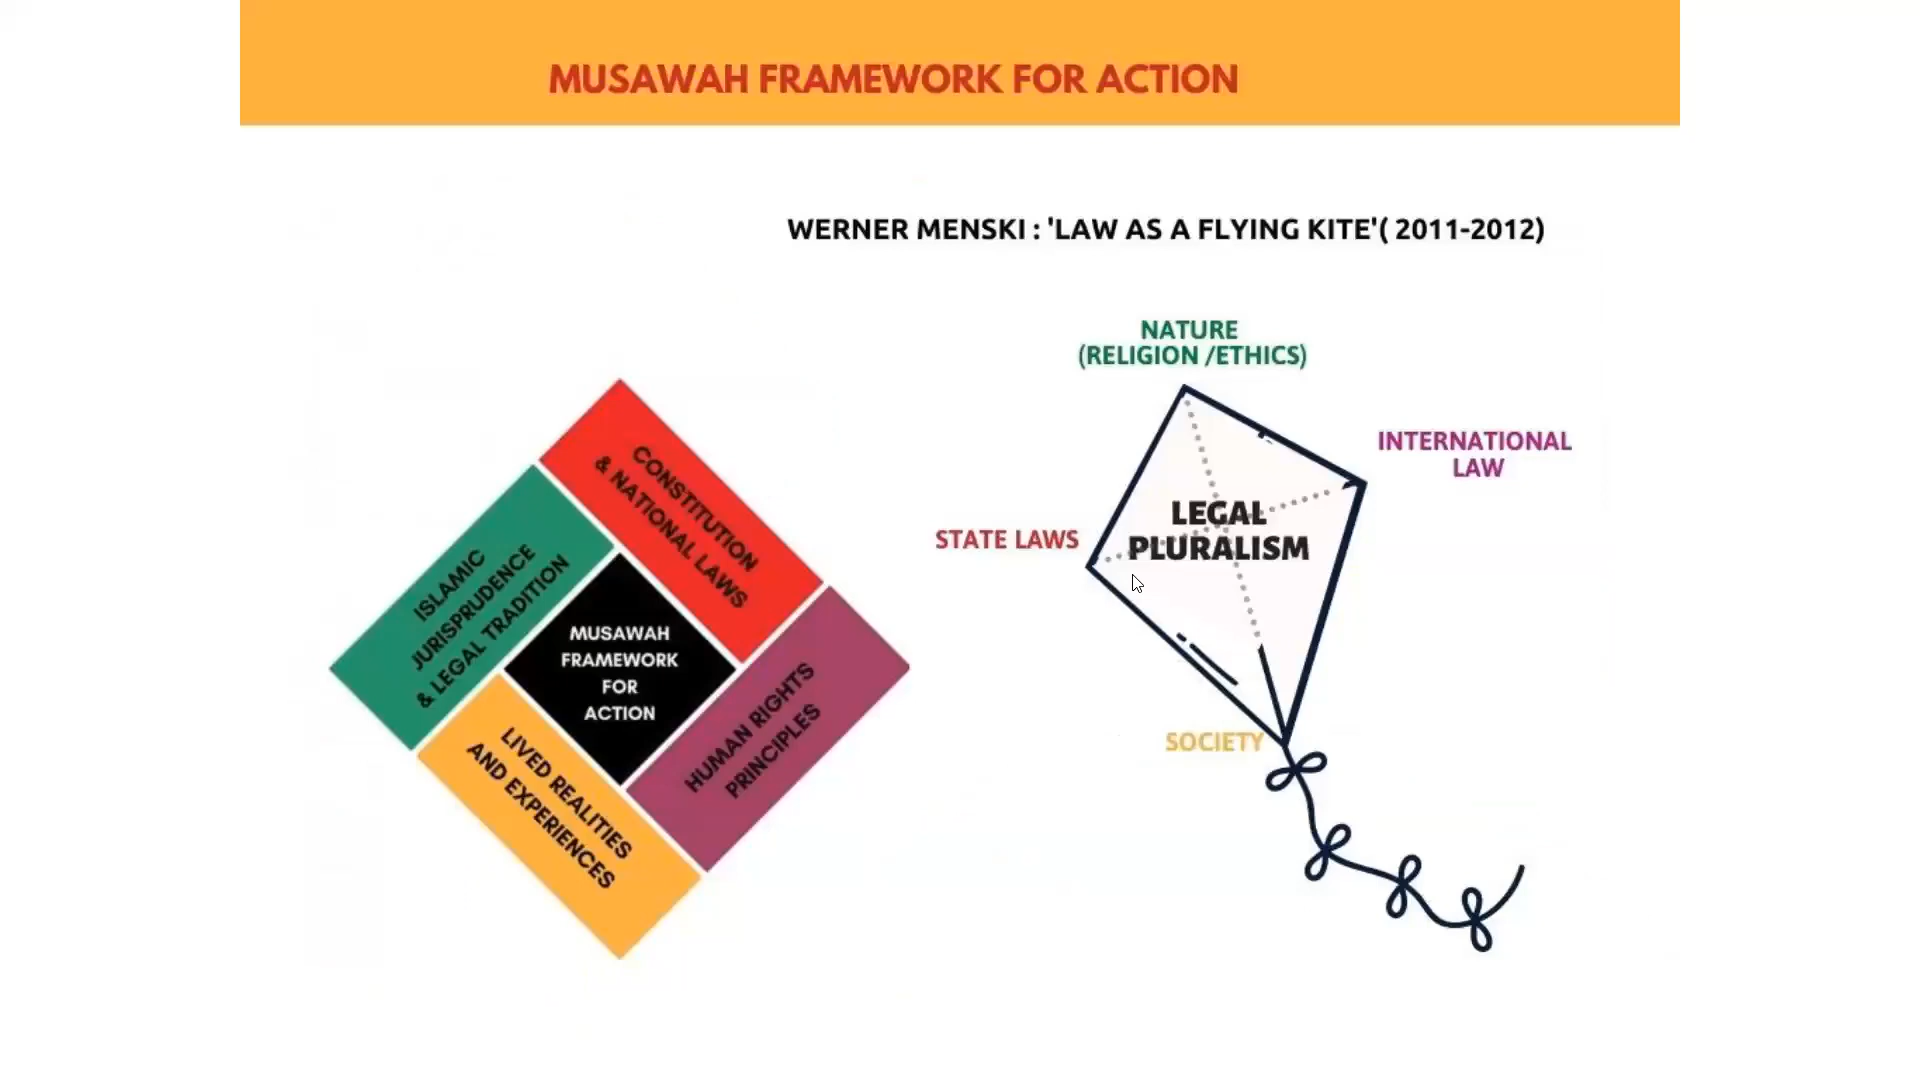 MUSAWAH FRAMEWORK FOR ACTION
WERNER MENSKI : 'LAW AS A FLYING KITE'( 2011-2012)
CONSTITUTION
& NATIONAL LAWS
ISLAMIC
JURISPRUDENCE
& LEGAL TRADITION
MUSAWAH
FRAMEWORK
FOR
ACTION
HUMAN RIGHTS
PRINCIPLES
LIVED REALITIES
AND EXPERIENCES
NATURE
(RELIGION /ETHICS)
INTERNATIONAL
LAW
STATE LAWS
LEGAL
PLURALISM
SOCIETY